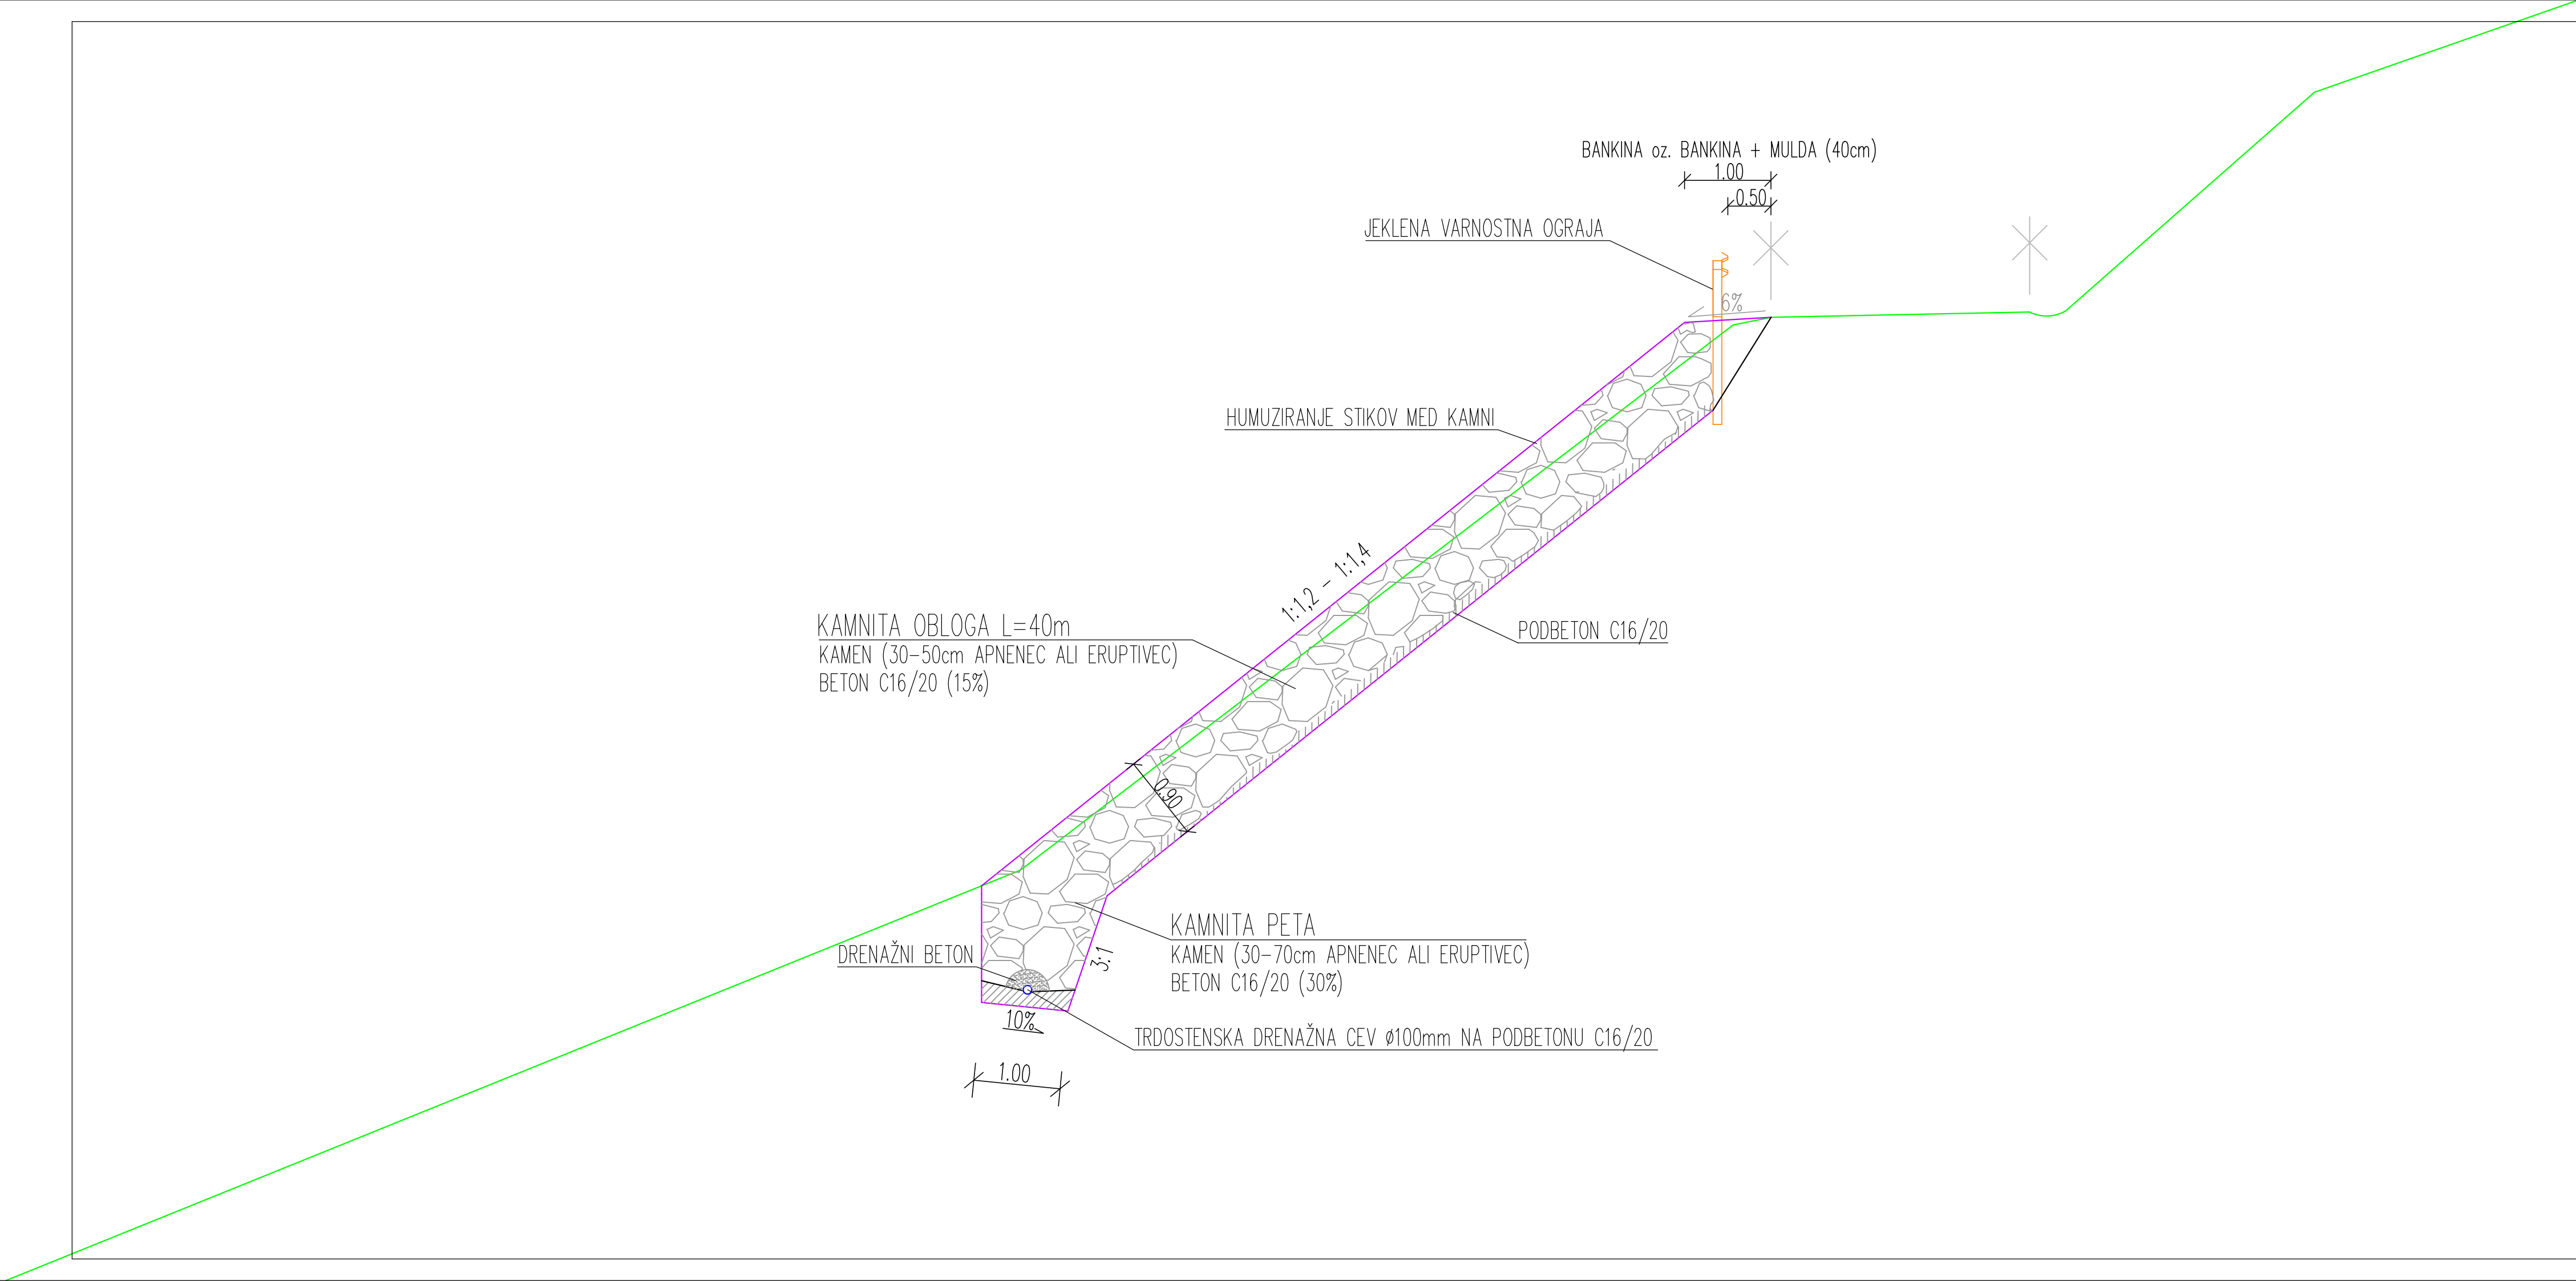 BANKINA oz. BANKINA + MULDA (40cm)
1.00
0.50
JEKLENA VARNOSTNA OGRAJA
6%
HUMUZIRANJE STIKOV MED KAMNI
1:1,2 - 1:1,4
KAMNITA OBLOGA L=40m
KAMEN (30-50cm APNENEC ALI ERUPTIVEC)
BETON C16/20 (15%)
PODBETON C16/20
0.90
KAMNITA PETA
KAMEN (30-70cm APNENEC ALI ERUPTIVEC)
BETON C16/20 (30%)
DRENAŽNI BETON
3:1
10%
TRDOSTENSKA DRENAŽNA CEV ø100mm NA PODBETONU C16/20
1.00